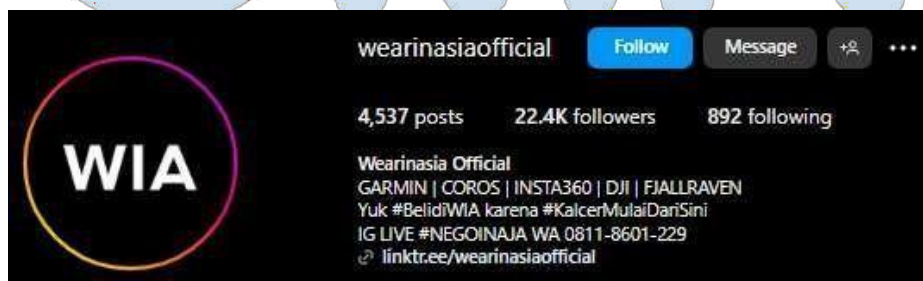 wearinasiaofficial Follow Message
4,537 posts 22.4K followers 892 following
WIA
Wearinasia Official
GARMIN | COROS | INSTA360 | DJI | FJALLRAVEN
Yuk #BelidiWIA karena #KalcerMulaiDariSini
IG LIVE #NEGOINAJA WA 0811-8601-229
linktr.ee/wearinasiaofficial